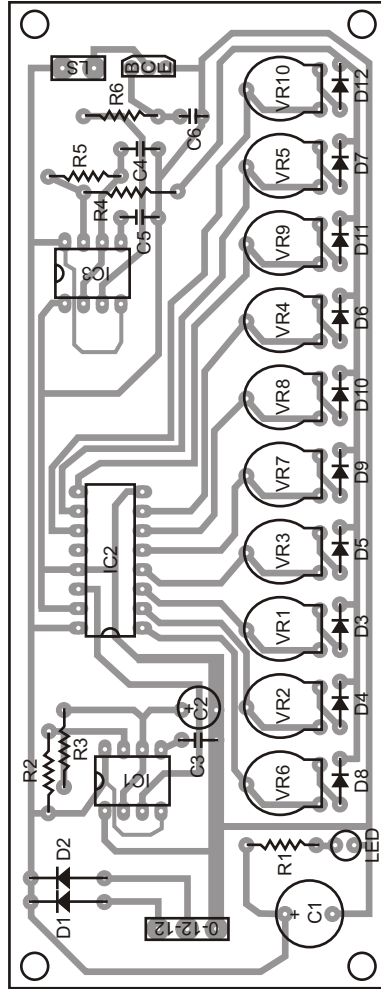 LS
B C E
R6
C6
R5
R4
C4
C5
IC3
VR10
D12
VR5
D7
VR9
D11
VR4
D6
VR8
D10
VR7
D9
VR3
D5
VR1
D3
VR2
D4
VR6
D8
IC2
R2
R3
IC1
+
C2
C3
D2
D1
0-12-12
R1
LED
+
C1